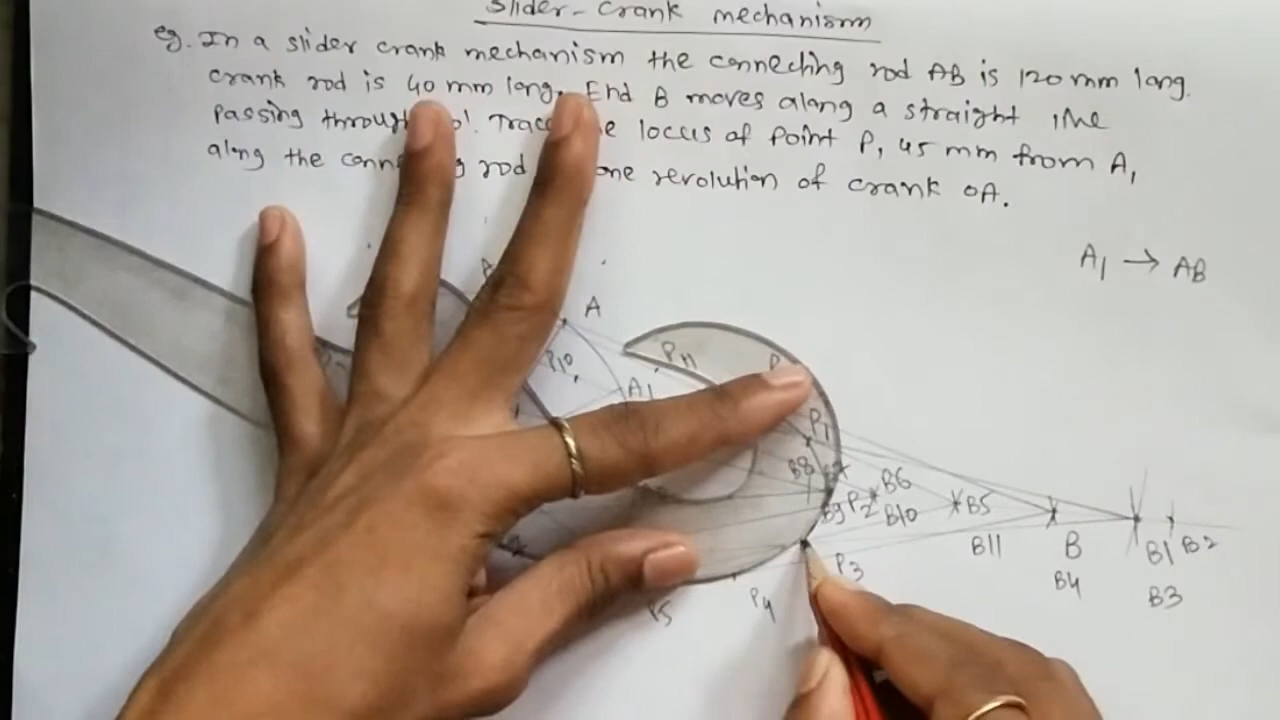 Slider-Crank mechanism
eg. In a slider crank mechanism the connecting rod AB is 120 mm long.
crank rod is 40 mm long. End B moves along a straight line
Passing through o'. Trace locus of point P, 45 mm from A,
along the rod one revolution of crank OA.
A1 → AB
A
P10
P11
A1
P
P1
B8
B9
P2
B6
B10
B5
B11
B
B4
B1
B2
B3
P3
P4
P5